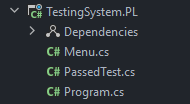 TestingSystem.PL
Dependencies
C# Menu.cs
C# PassedTest.cs
C# Program.cs